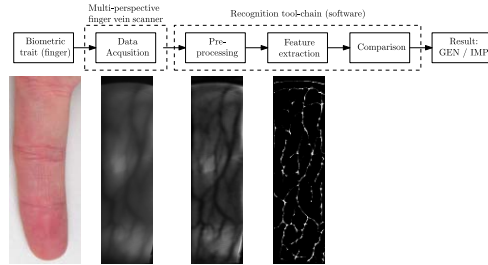 Multi-perspective
finger vein scanner
Recognition tool-chain (software)
Biometric
trait (finger)
Data
Acqusition
Pre-
processing
Feature
extraction
Comparison
Result:
GEN / IMP